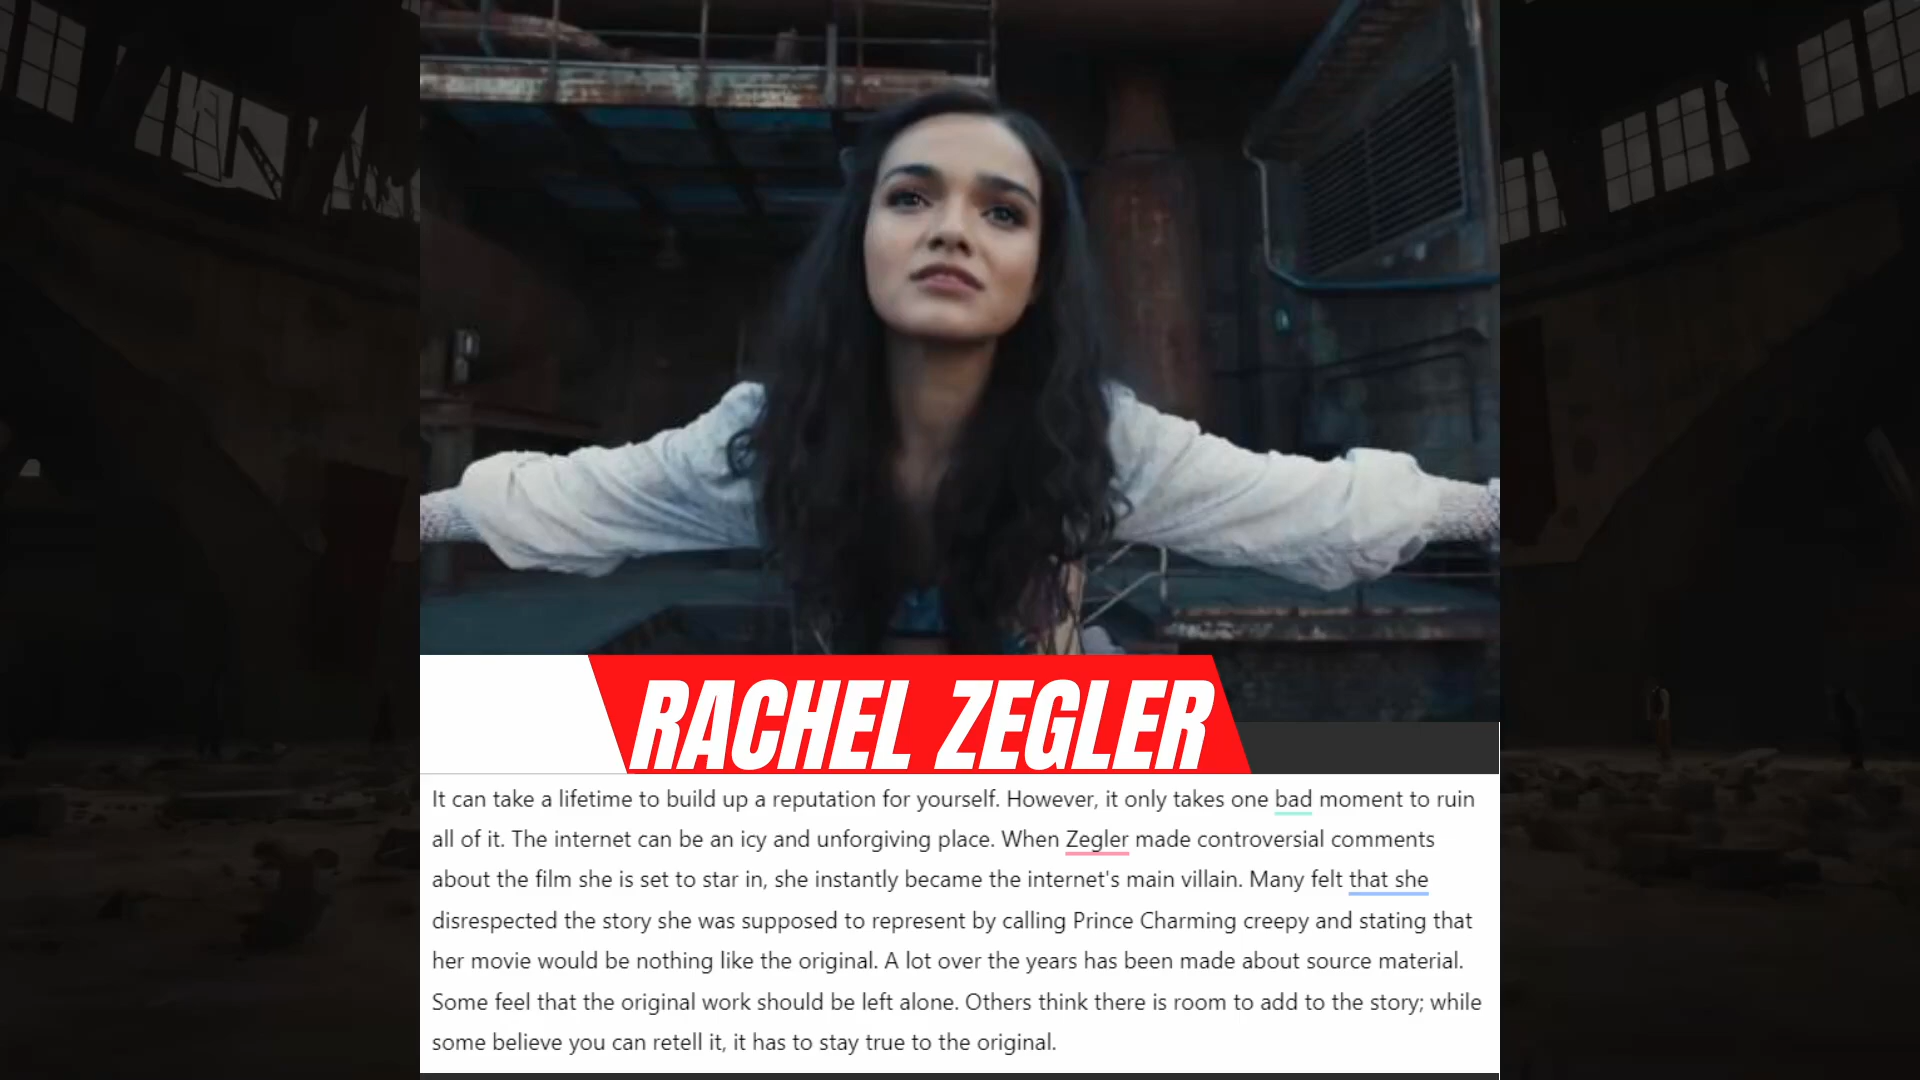 RACHEL ZEGLER
It can take a lifetime to build up a reputation for yourself. However, it only takes one bad moment to ruin
all of it. The internet can be an icy and unforgiving place. When Zegler made controversial comments
about the film she is set to star in, she instantly became the internet's main villain. Many felt that she
disrespected the story she was supposed to represent by calling Prince Charming creepy and stating that
her movie would be nothing like the original. A lot over the years has been made about source material.
Some feel that the original work should be left alone. Others think there is room to add to the story; while
some believe you can retell it, it has to stay true to the original.